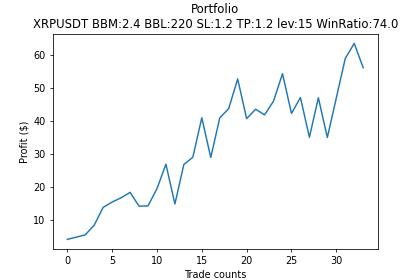 Portfolio
XRPUSDT BBM:2.4 BBL:220 SL:1.2 TP:1.2 lev:15 WinRatio:74.0
Profit ($)
60
50
40
30
20
10
0 5 10 15 20 25 30
Trade counts